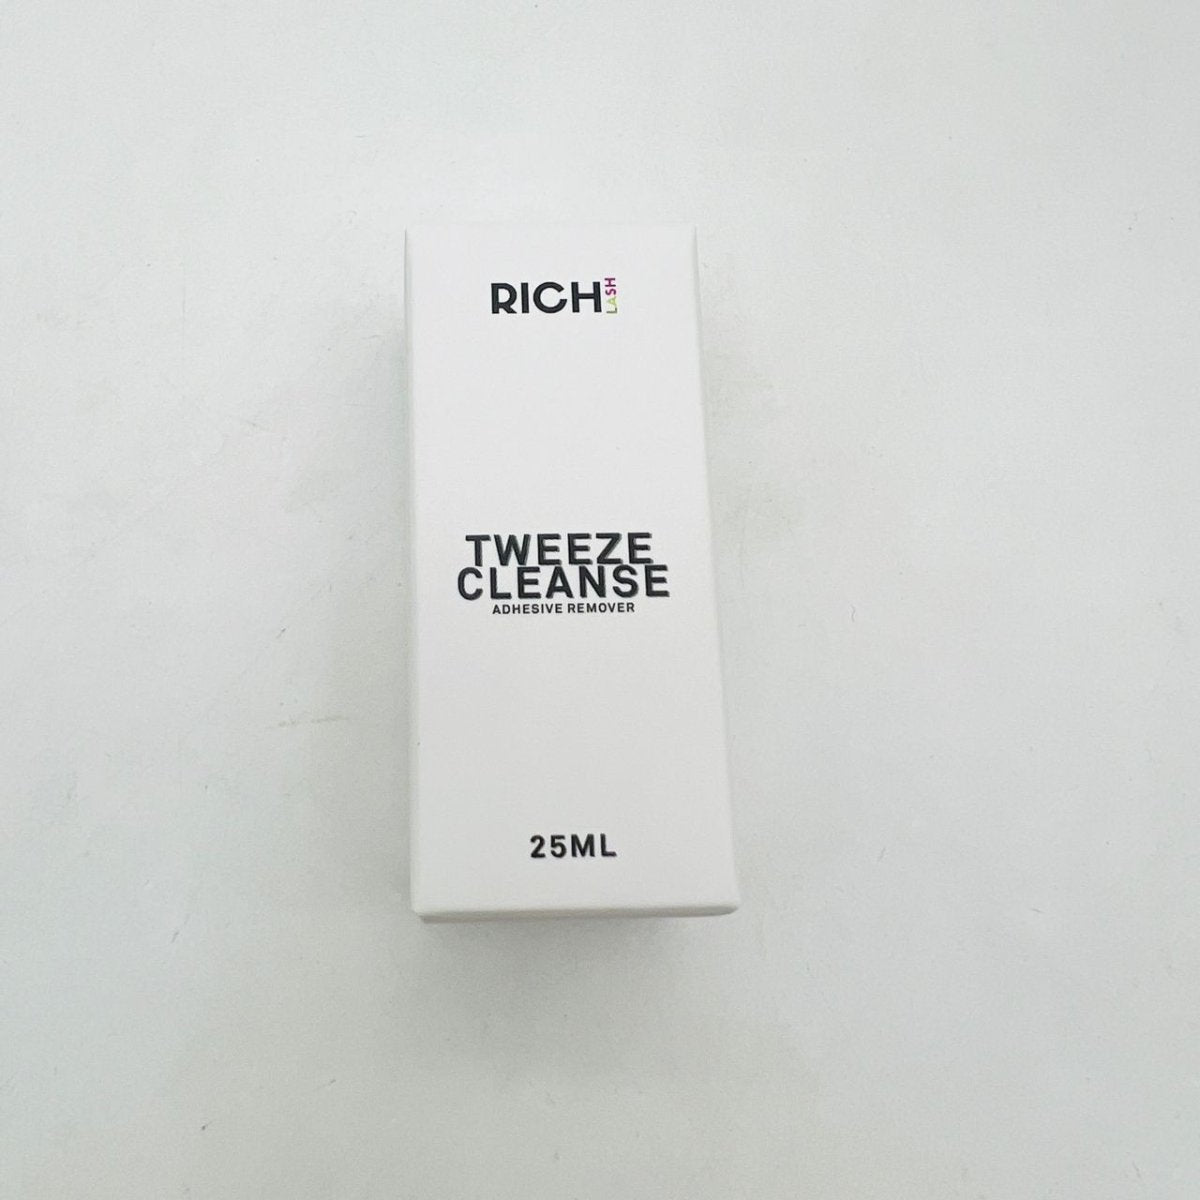 RICH LASH
TWEEZE
CLEANSE
ADHESIVE REMOVER
25ML